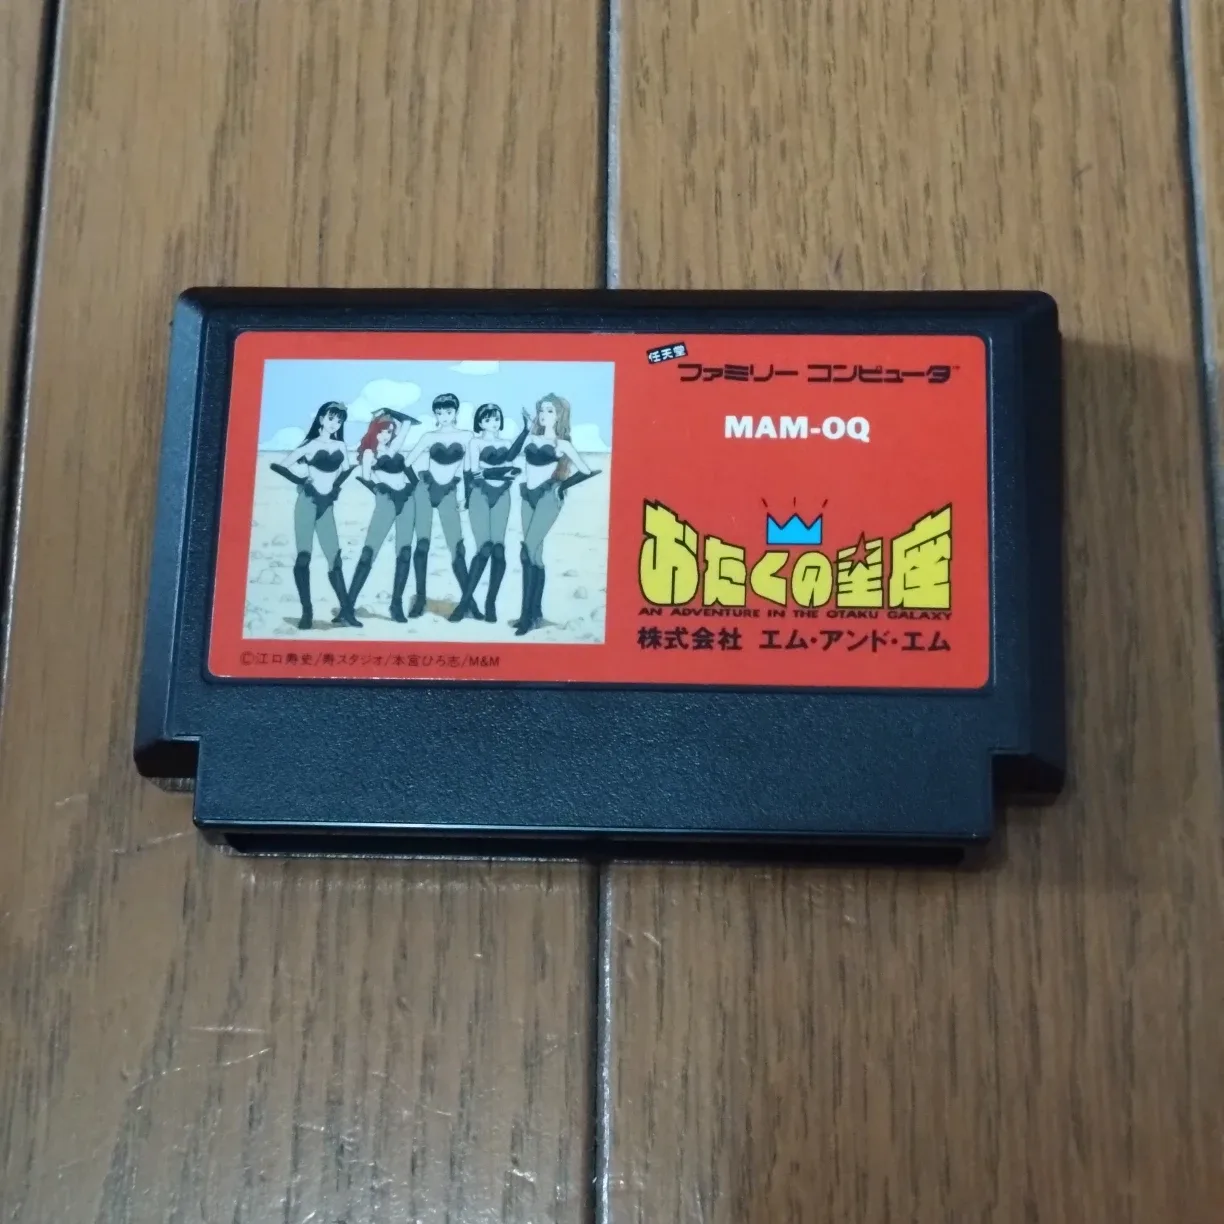 任天堂
ファミリー コンピュータ™
MAM-OQ
おたくの星座
AN ADVENTURE IN THE OTAKU GALAXY
株式会社 エム・アンド・エム
©江口寿史/寿スタジオ/本宮ひろ志/M&M